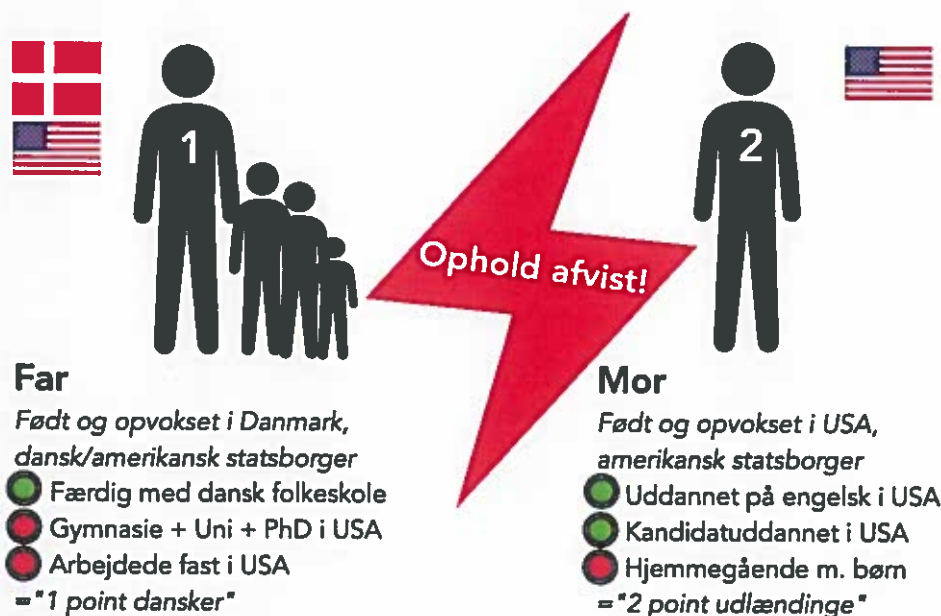 1
2
Ophold afvist!
Far
Født og opvokset i Danmark,
dansk/amerikansk statsborger
Færdig med dansk folkeskole
Gymnasie + Uni + PhD i USA
Arbejdede fast i USA
="1 point dansker"
Mor
Født og opvokset i USA,
amerikansk statsborger
Uddannet på engelsk i USA
Kandidatuddannet i USA
Hjemmegående m. børn
="2 point udlændinge"